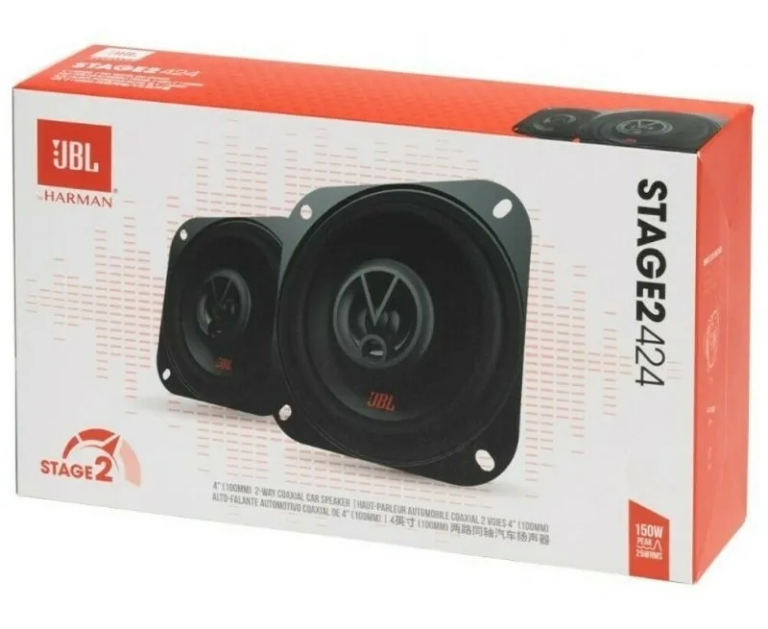 JBL
STAGE2 424
JBL
by HARMAN®
STAGE2 424
JBL
JBL
STAGE2
4" (100MM) 2-WAY COAXIAL CAR SPEAKER | HAUT-PARLEUR AUTOMOBILE COAXIAL 2 VOIES 4" (100MM)
ALTO-FALANTE AUTOMOTIVO COAXIAL DE 4" (100MM) | 4英寸 (100MM) 两路同轴汽车扬声器
150W
PEAK
25WRMS